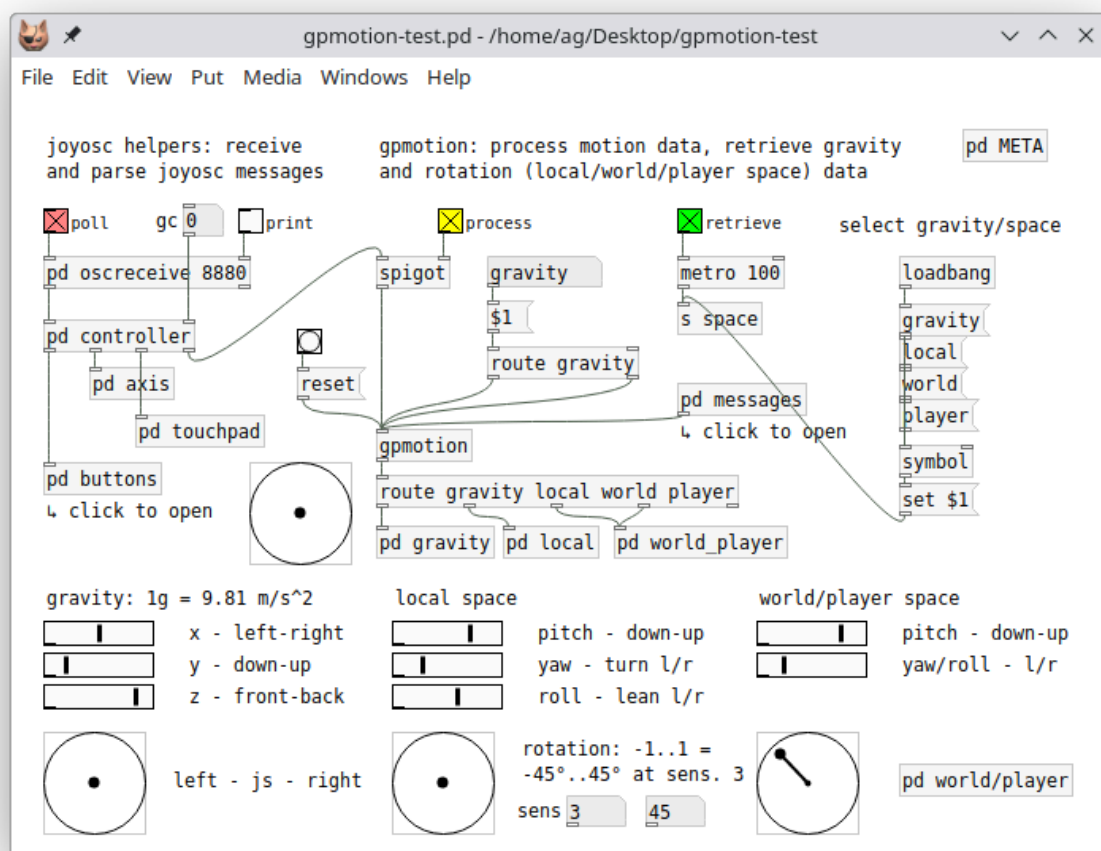 gpmotion-test.pd - /home/ag/Desktop/gpmotion-test
File Edit View Put Media Windows Help
joyosc helpers: receive
and parse joyosc messages
gpmotion: process motion data, retrieve gravity
and rotation (local/world/player space) data
pd META
poll
gc 0
print
process
retrieve
select gravity/space
pd oscreceive 8880
spigot
gravity
metro 100
loadbang
$1
s space
gravity
pd controller
local
route gravity
pd axis
reset
world
pd messages
player
pd touchpad
↳ click to open
gpmotion
symbol
pd buttons
route gravity local world player
set $1
↳ click to open
pd gravity
pd local
pd world_player
gravity: 1g = 9.81 m/s^2
local space
world/player space
x - left-right
pitch - down-up
pitch - down-up
y - down-up
yaw - turn l/r
yaw/roll - l/r
z - front-back
roll - lean l/r
left - js - right
rotation: -1..1 =
-45°..45° at sens. 3
sens 3
45
pd world/player